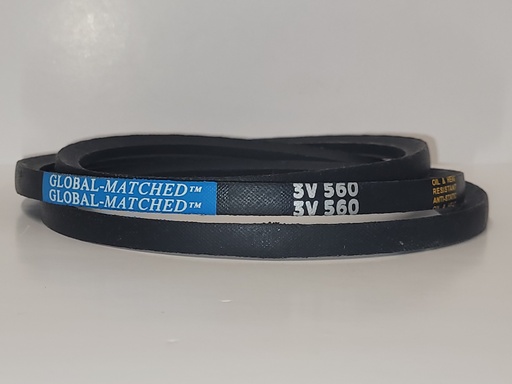 GLOBAL-MATCHED™
GLOBAL-MATCHED™
3V 560
3V 560
OIL & HEAT
RESISTANT
ANTI-STATIC